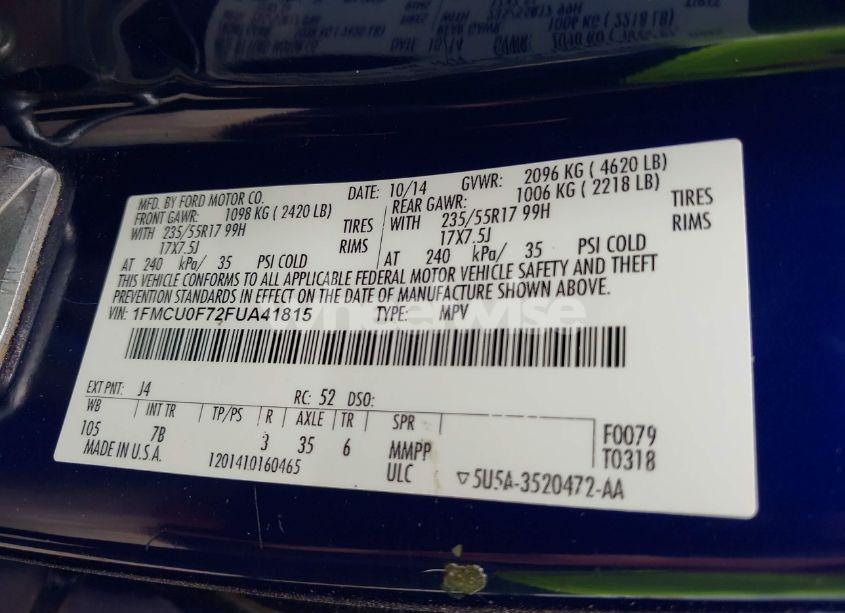 MFD. BY FORD MOTOR CO. DATE: 10/14 GVWR: 2096 KG ( 4620 LB)
FRONT GAWR: 1098 KG ( 2420 LB) REAR GAWR: 1006 KG ( 2218 LB)
WITH 235/55R17 99H TIRES WITH 235/55R17 99H TIRES
17X7.5J RIMS 17X7.5J RIMS
AT 240 kPa/ 35 PSI COLD AT 240 kPa/ 35 PSI COLD
THIS VEHICLE CONFORMS TO ALL APPLICABLE FEDERAL MOTOR VEHICLE SAFETY AND THEFT
PREVENTION STANDARDS IN EFFECT ON THE DATE OF MANUFACTURE SHOWN ABOVE.
VIN: 1FMCU0F72FUA41815 TYPE: MPV
wheelwise
EXT PNT: J4 RC: 52 DSO:
WB INT TR TP/PS R AXLE TR SPR
105 7B 3 35 6 MMPP F0079
MADE IN U.S.A. 1201410160465 ULC T0318
▽5U5A-3520472-AA